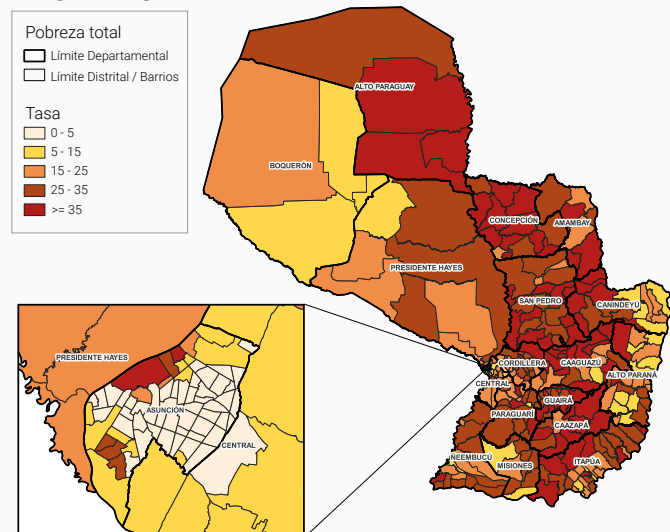 Pobreza total
Límite Departamental
Límite Distrital / Barrios
Tasa
0 - 5
5 - 15
15 - 25
25 - 35
>= 35
ALTO PARAGUAY
BOQUERÓN
CONCEPCIÓN
AMAMBAY
PRESIDENTE HAYES
SAN PEDRO
CANINDEYÚ
CORDILLERA
CAAGUAZÚ
ALTO PARANÁ
CENTRAL
GUAIRÁ
PARAGUARÍ
CAAZAPÁ
ÑEEMBUCÚ
MISIONES
ITAPÚA
PRESIDENTE HAYES
ASUNCIÓN
CENTRAL